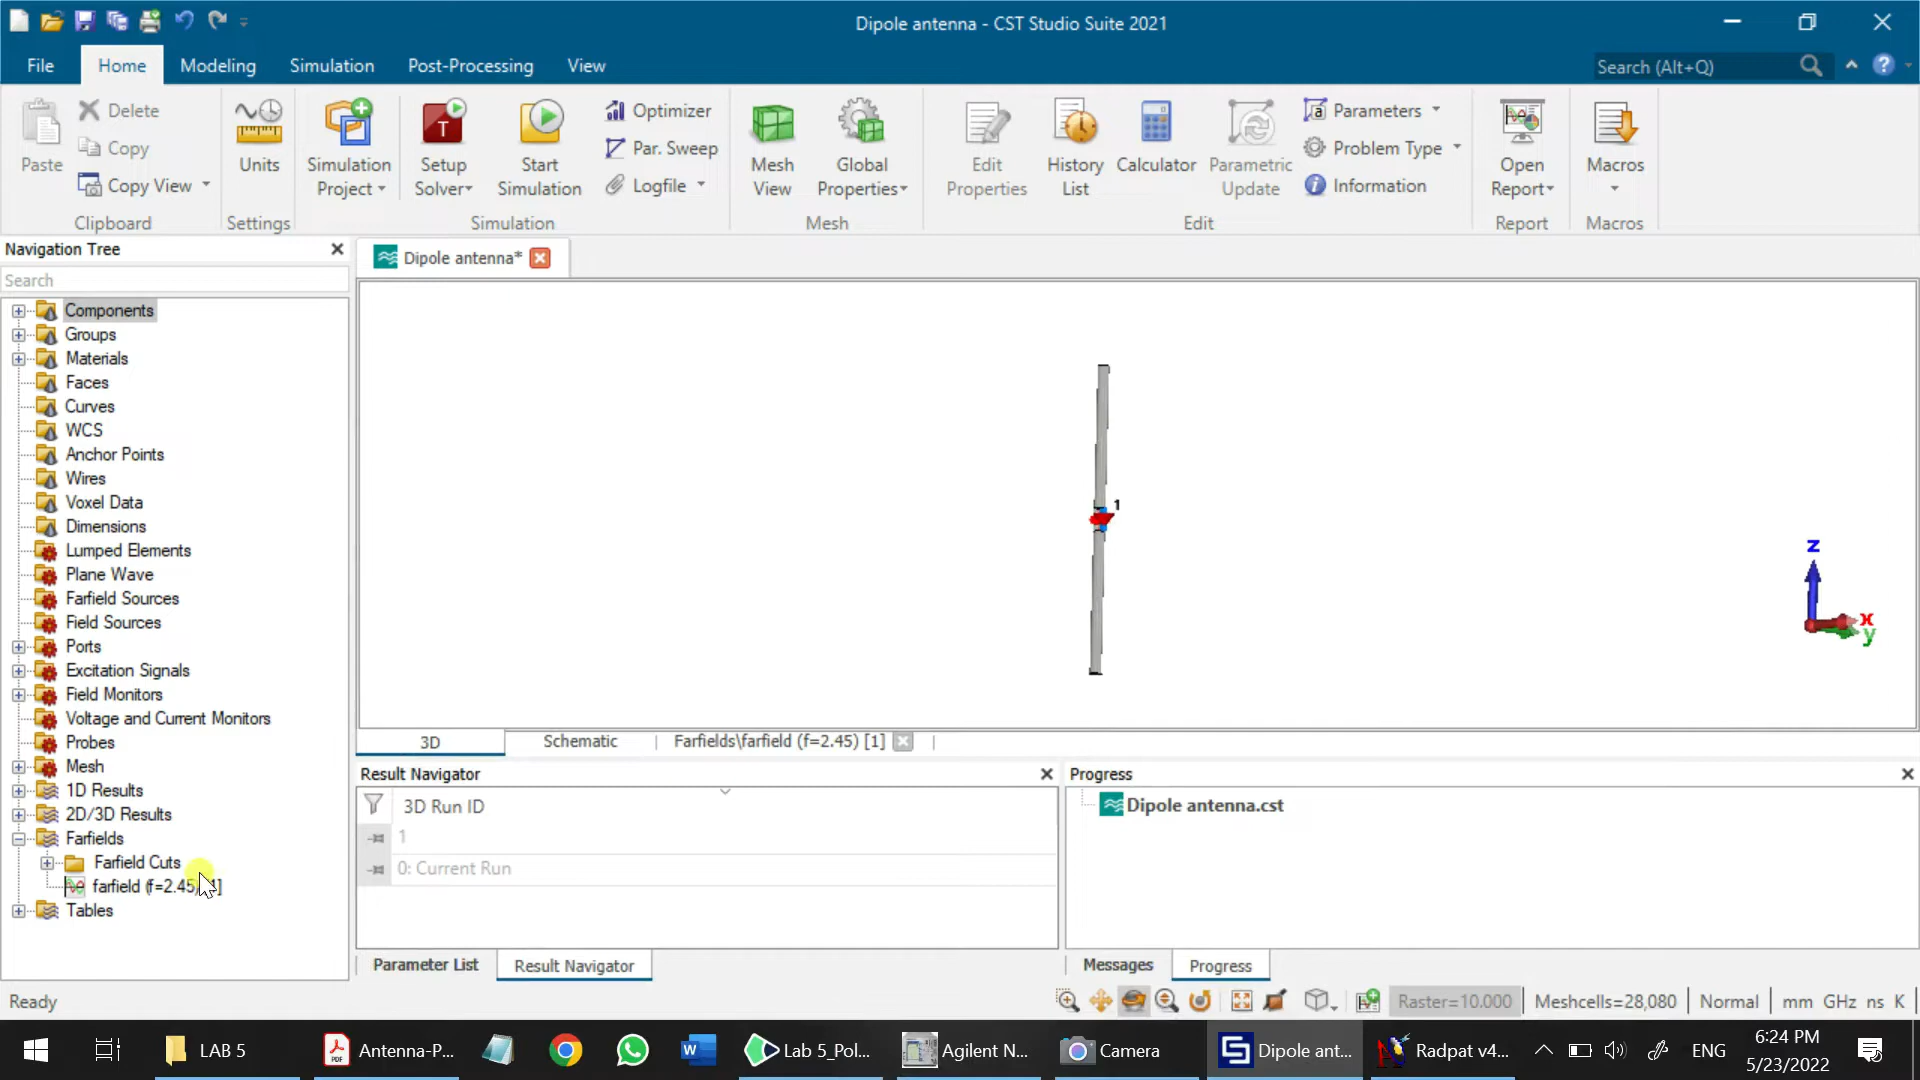 Dipole antenna - CST Studio Suite 2021
File
Home
Modeling
Simulation
Post-Processing
View
Search (Alt+Q)
Paste
Delete
Copy
Copy View
Clipboard
Units
Settings
Simulation
Project
Setup
Solver
Start
Simulation
Optimizer
Par. Sweep
Logfile
Simulation
Mesh
View
Global
Properties
Mesh
Edit
Properties
History
List
Calculator
Parametric
Update
Parameters
Problem Type
Information
Edit
Open
Report
Report
Macros
Macros
Navigation Tree
Search
Components
Groups
Materials
Faces
Curves
WCS
Anchor Points
Wires
Voxel Data
Dimensions
Lumped Elements
Plane Wave
Farfield Sources
Field Sources
Ports
Excitation Signals
Field Monitors
Voltage and Current Monitors
Probes
Mesh
1D Results
2D/3D Results
Farfields
Farfield Cuts
farfield (f=2.45
Tables
Dipole antenna*
1
z
x
y
3D
Schematic
Farfields\farfield (f=2.45) [1]
Result Navigator
3D Run ID
1
0: Current Run
Parameter List
Result Navigator
Progress
Dipole antenna.cst
Messages
Progress
Ready
Raster=10.000
Meshcells=28,080
Normal
mm GHz ns K
LAB 5
Antenna-P...
Lab 5_Pol...
Agilent N...
Camera
Dipole ant...
Radpat v4...
ENG
6:24 PM
5/23/2022